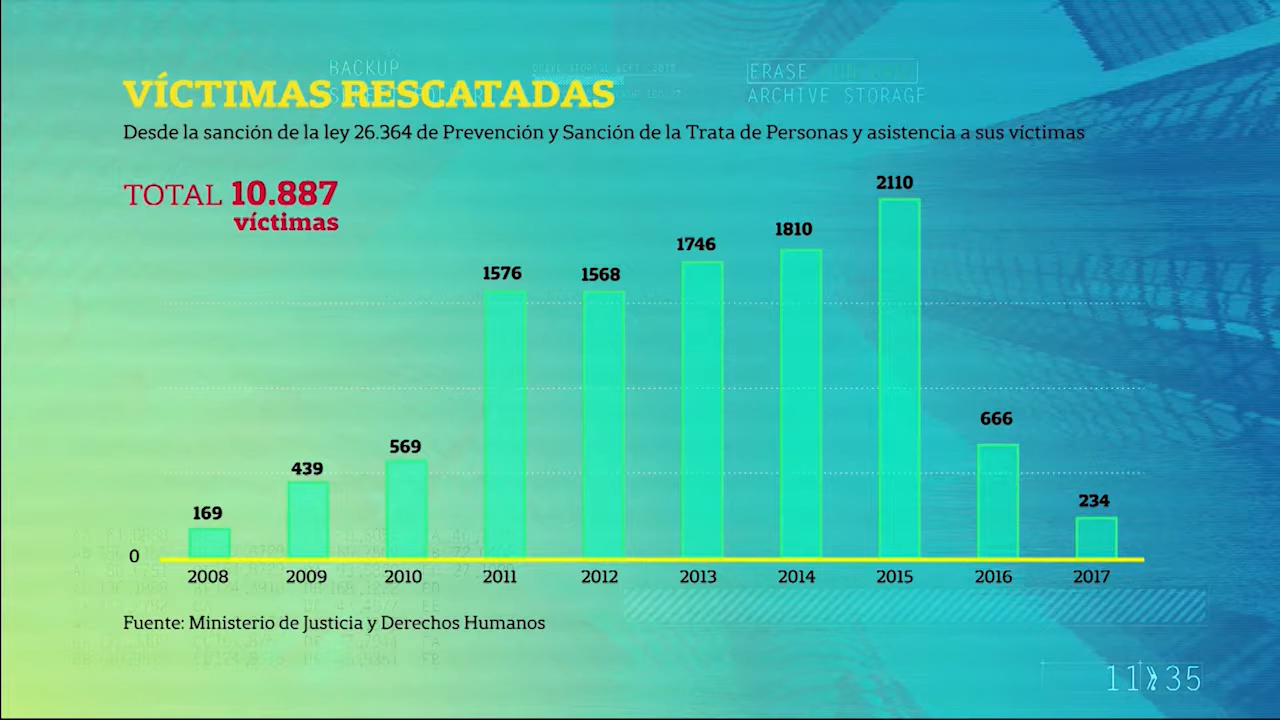 BACKUP
ERASE
ARCHIVE STORAGE
VÍCTIMAS RESCATADAS
Desde la sanción de la ley 26.364 de Prevención y Sanción de la Trata de Personas y asistencia a sus víctimas
TOTAL 10.887
víctimas
169
439
569
1576
1568
1746
1810
2110
666
234
0
2008
2009
2010
2011
2012
2013
2014
2015
2016
2017
Fuente: Ministerio de Justicia y Derechos Humanos
11 35